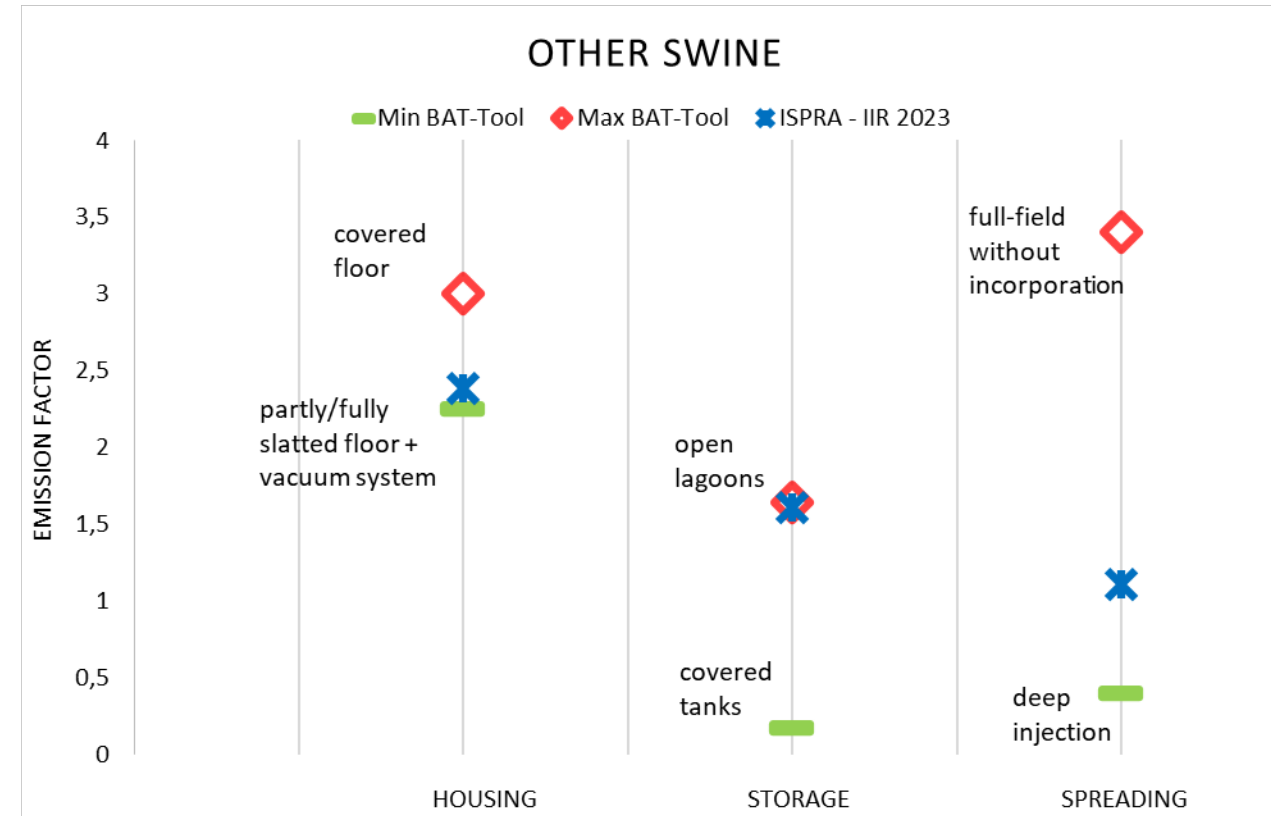 OTHER SWINE
Min BAT-Tool Max BAT-Tool ISPRA - IIR 2023
EMISSION FACTOR
4
3,5
3
2,5
2
1,5
1
0,5
0
covered
floor
partly/fully
slatted floor +
vacuum system
open
lagoons
covered
tanks
full-field
without
incorporation
deep
injection
HOUSING STORAGE SPREADING